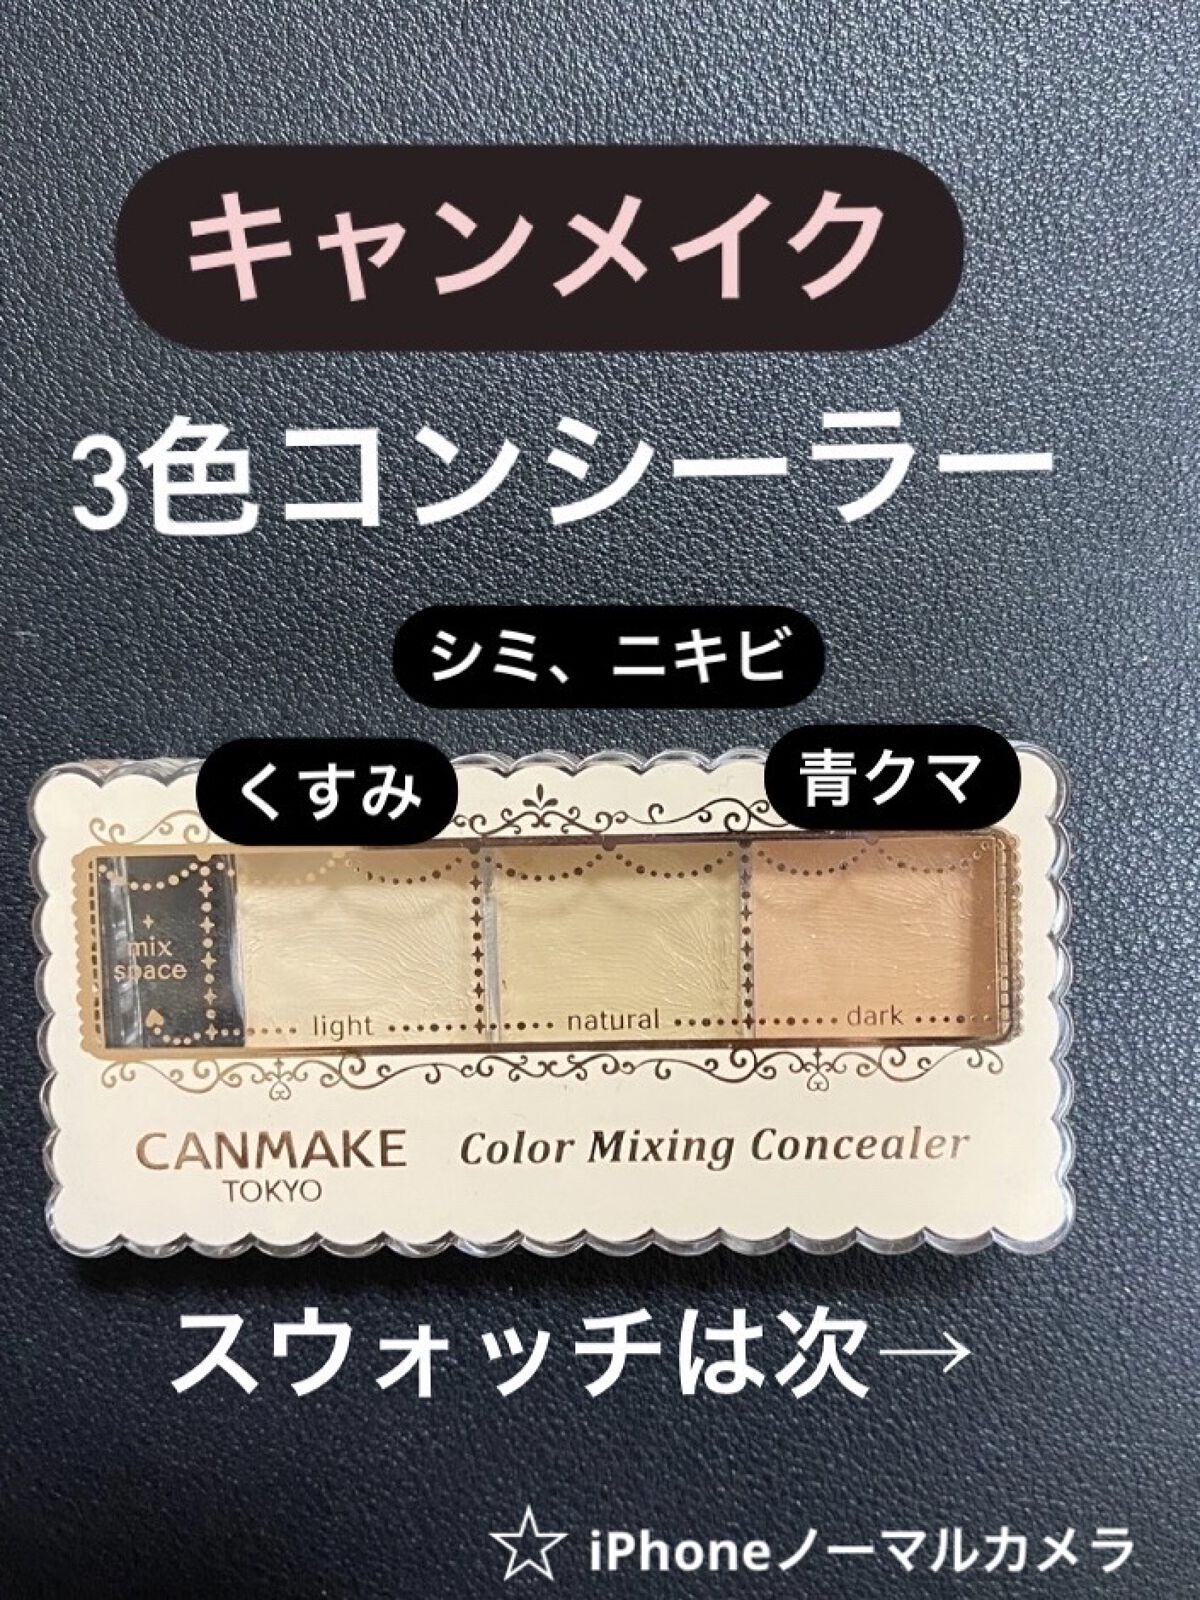 キャンメイク
3色コンシーラー
シミ、ニキビ
くすみ
青クマ
mix
space
light
natural
dark
CANMAKE
TOKYO
Color Mixing Concealer
スウォッチは次→
☆ iPhoneノーマルカメラ